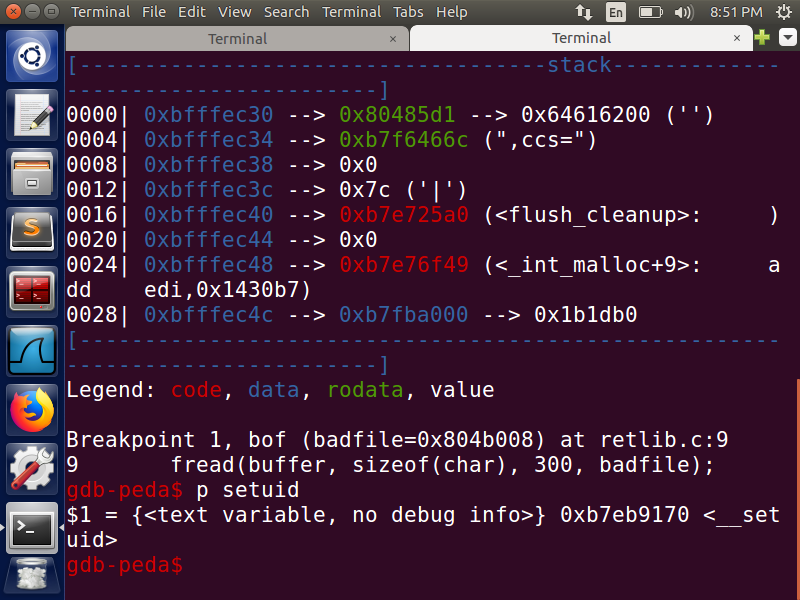 Terminal File Edit View Search Terminal Tabs Help En 8:51 PM
Terminal × Terminal ×
[------------------------------------stack-------------
------------------------]
0000| 0xbfffec30 --> 0x80485d1 --> 0x64616200 ('')
0004| 0xbfffec34 --> 0xb7f6466c (",ccs=")
0008| 0xbfffec38 --> 0x0
0012| 0xbfffec3c --> 0x7c ('|')
0016| 0xbfffec40 --> 0xb7e725a0 (<flush_cleanup>:      )
0020| 0xbfffec44 --> 0x0
0024| 0xbfffec48 --> 0xb7e76f49 (<_int_malloc+9>:      a
dd    edi,0x1430b7)
0028| 0xbfffec4c --> 0xb7fba000 --> 0x1b1db0
[------------------------------------------------------
------------------------]
Legend: code, data, rodata, value
Breakpoint 1, bof (badfile=0x804b008) at retlib.c:9
9       fread(buffer, sizeof(char), 300, badfile);
gdb-peda$ p setuid
$1 = {<text variable, no debug info>} 0xb7eb9170 <__set
uid>
gdb-peda$